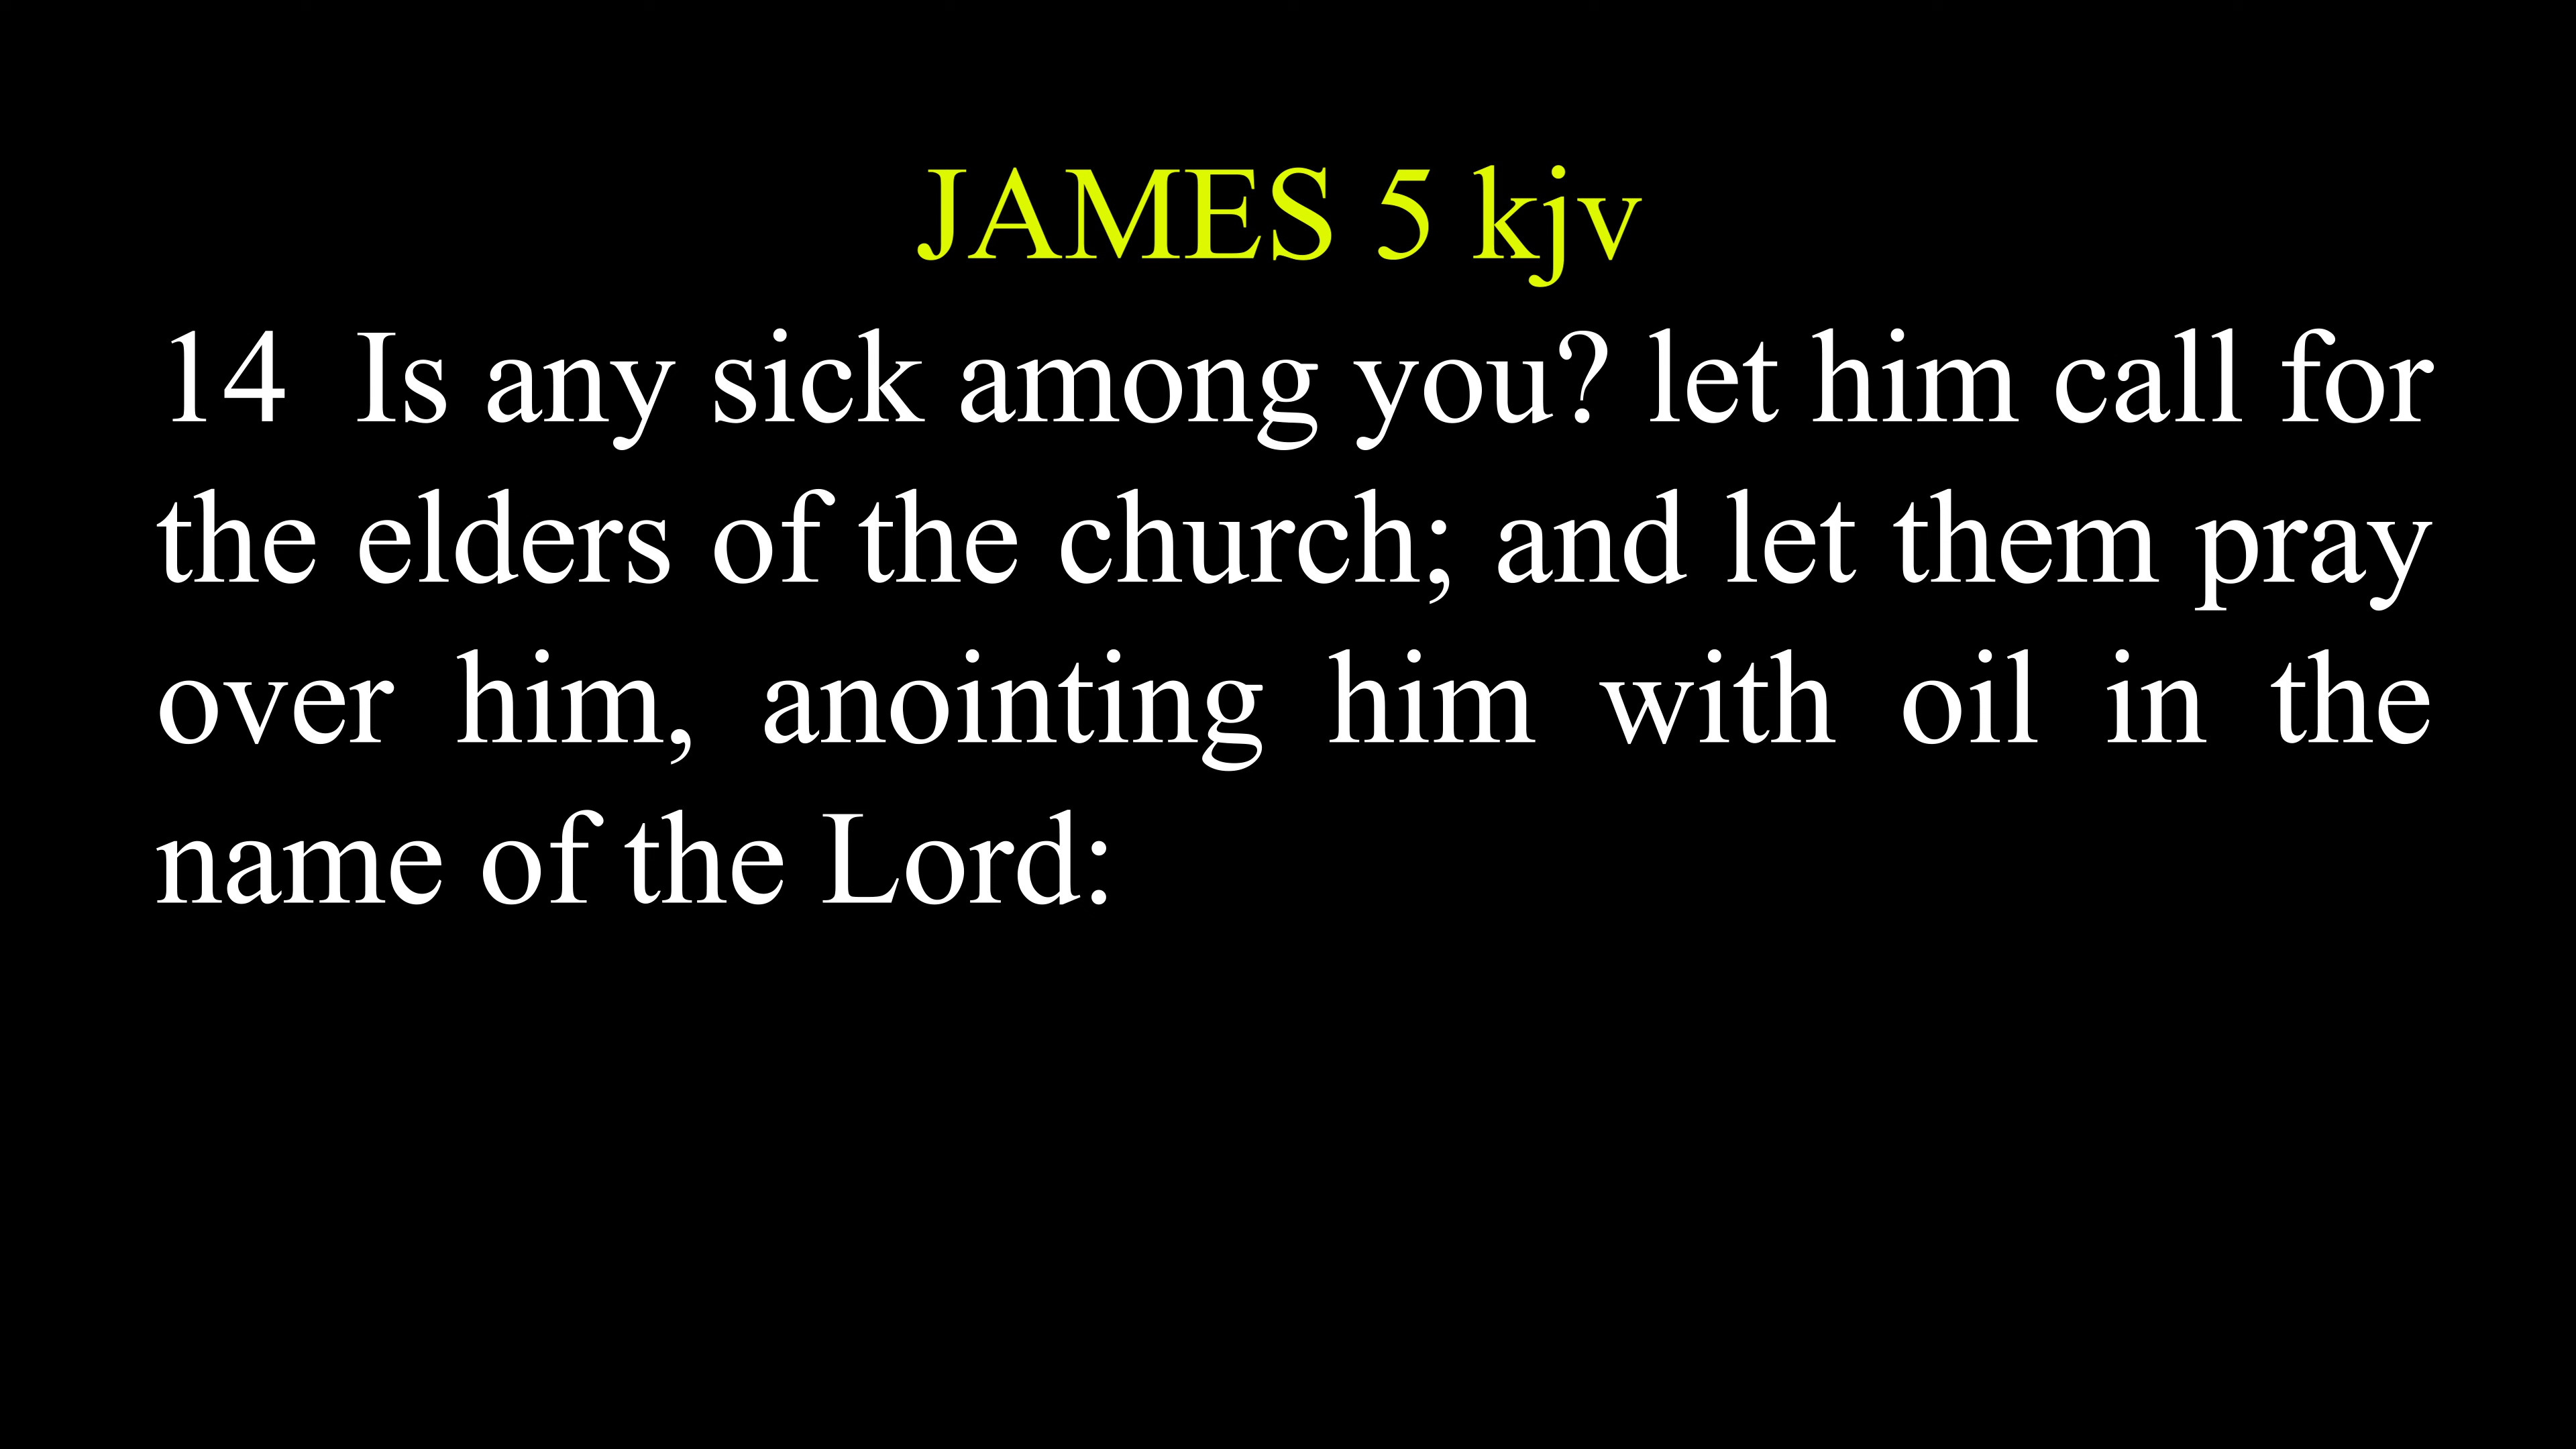 JAMES 5 kjv
14  Is any sick among you? let him call for
the elders of the church; and let them pray
over him, anointing him with oil in the
name of the Lord: